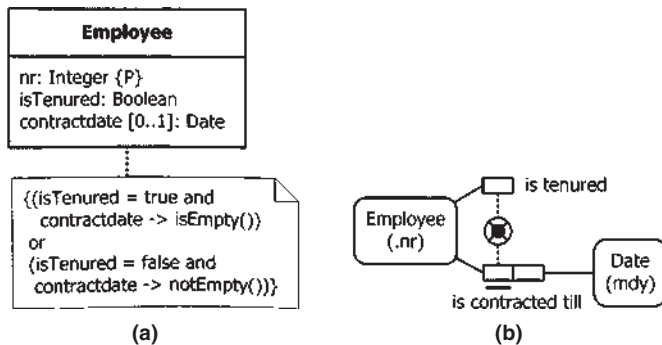 Employee
nr: Integer {P}
isTenured: Boolean
contractdate [0..1]: Date
{(isTenured = true and
contractdate -> isEmpty())
or
(isTenured = false and
contractdate -> notEmpty())}
(a)
is tenured
Employee
(.nr)
Date
(mdy)
is contracted till
(b)